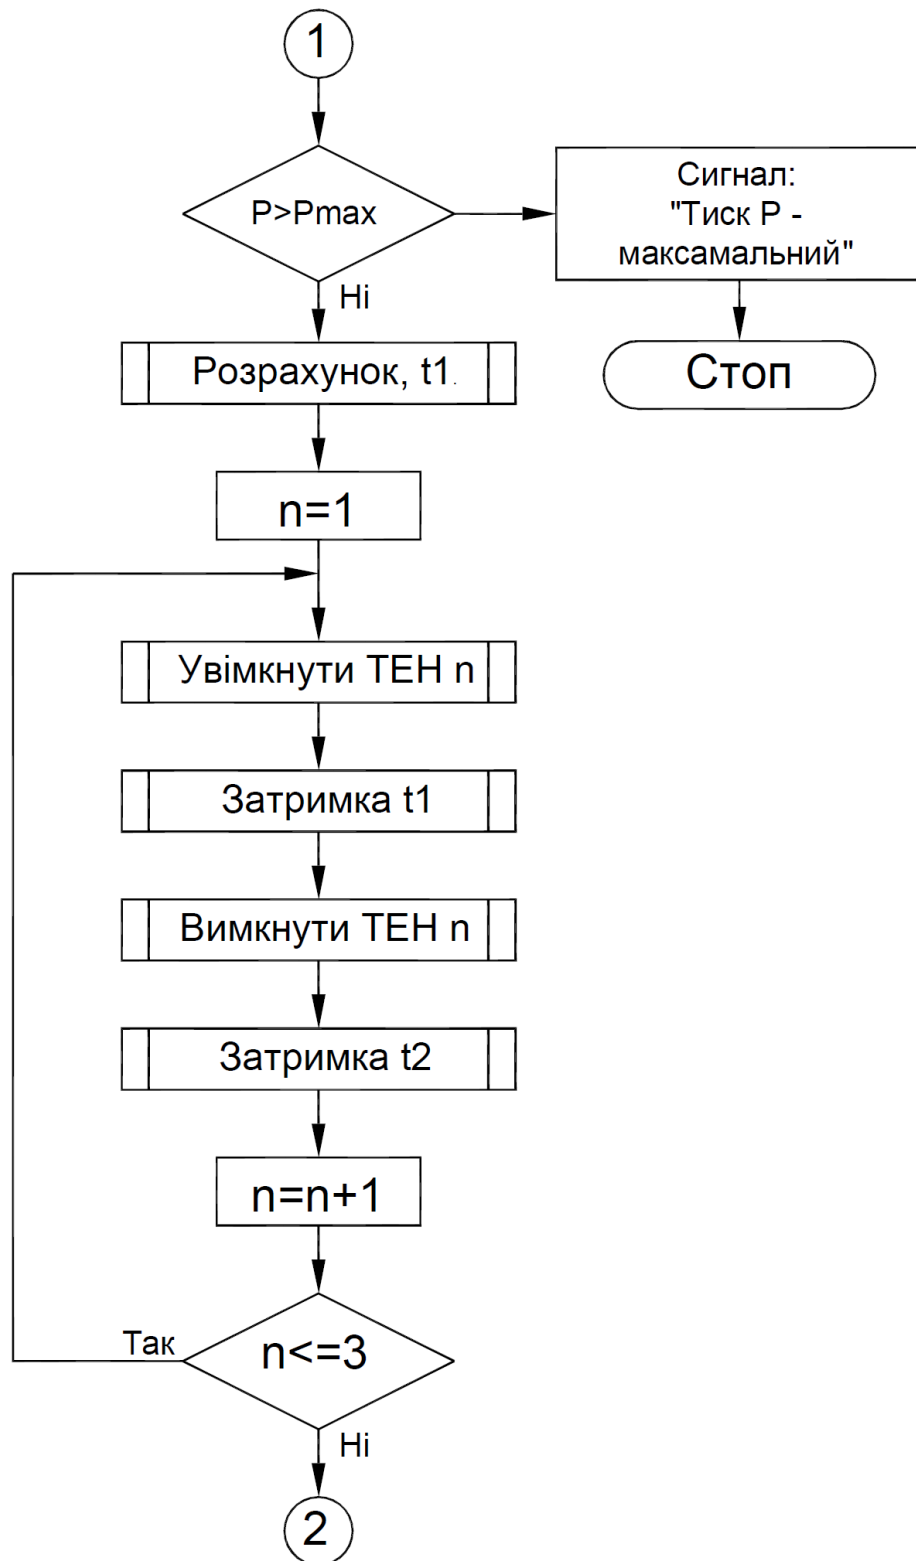 1
P>Pmax
Сигнал:
"Тиск P -
максамальний"
Ні
Розрахунок, t1.
Стоп
n=1
Увімкнути ТЕН n
Затримка t1
Вимкнути ТЕН n
Затримка t2
n=n+1
Так
n<=3
Ні
2